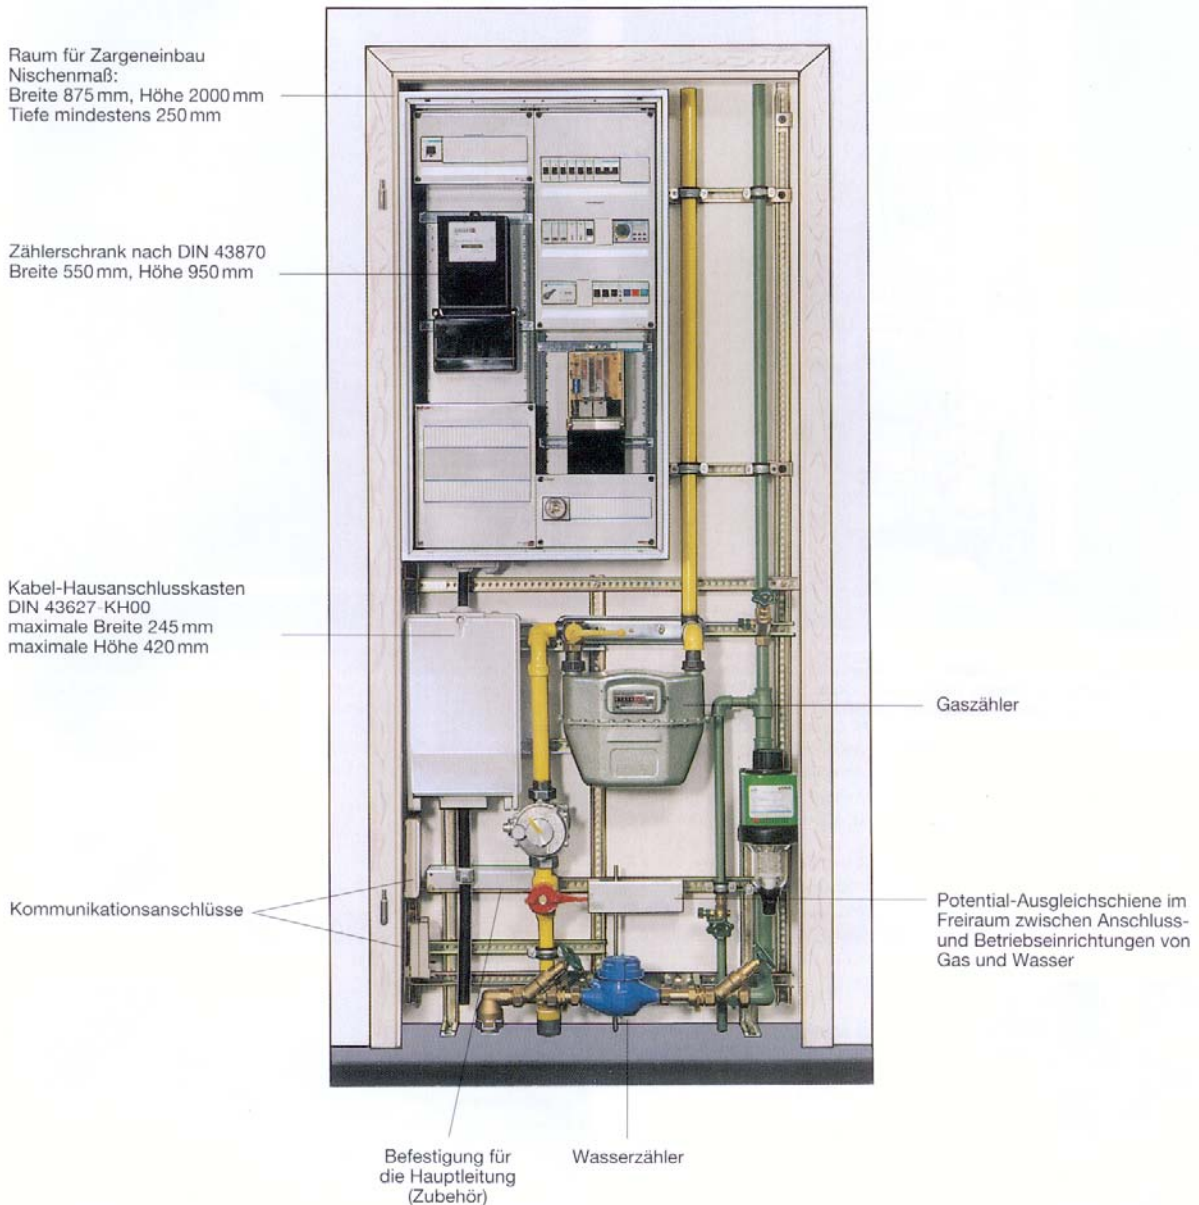 Raum für Zargeneinbau
Nischenmaß:
Breite 875 mm, Höhe 2000 mm
Tiefe mindestens 250 mm
Zählerschrank nach DIN 43870
Breite 550 mm, Höhe 950 mm
Kabel-Hausanschlusskasten
DIN 43627-KH00
maximale Breite 245 mm
maximale Höhe 420 mm
Gaszähler
Kommunikationsanschlüsse
Potential-Ausgleichschiene im
Freiraum zwischen Anschluss-
und Betriebseinrichtungen von
Gas und Wasser
Befestigung für
die Hauptleitung
(Zubehör)
Wasserzähler